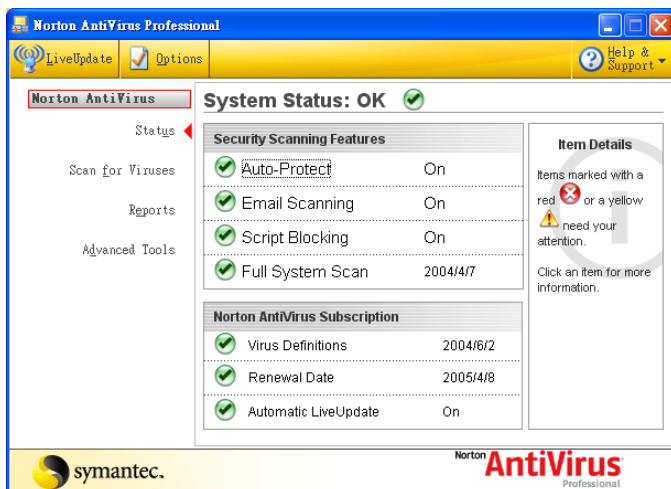 Norton AntiVirus Professional
LiveUpdate
Options
Help & Support
Norton AntiVirus
Status
Scan for Viruses
Reports
Advanced Tools
System Status: OK
Security Scanning Features
Auto-Protect On
Email Scanning On
Script Blocking On
Full System Scan 2004/4/7
Norton AntiVirus Subscription
Virus Definitions 2004/6/2
Renewal Date 2005/4/8
Automatic LiveUpdate On
Item Details
Items marked with a
red or a yellow
need your
attention.
Click an item for more
information.
symantec.
Norton AntiVirus
Professional